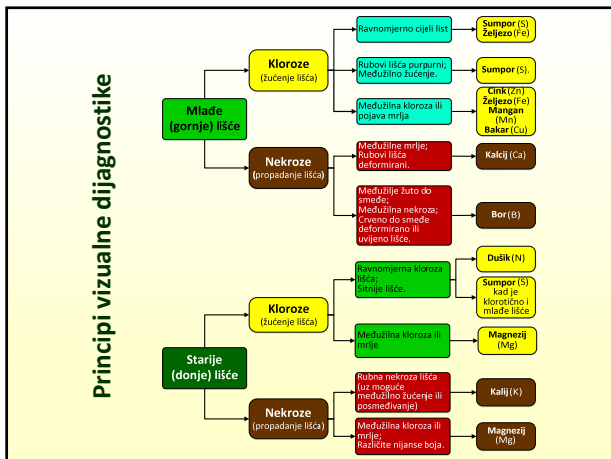 Principi vizualne dijagnostike
Mlađe
(gornje) lišće
Kloroze
(žućenje lišća)
Ravnomjerno cijeli list
Sumpor (S)
Željezo (Fe)
Rubovi lišća purpurni;
Međužilno žućenje.
Sumpor (S).
Međužilna kloroza ili
pojava mrlja
Cink (Zn)
Željezo (Fe)
Mangan
(Mn)
Bakar (Cu)
Nekroze
(propadanje lišća)
Međužilne mrlje;
Rubovi lišća
deformirani.
Kalcij (Ca)
Međužilje žuto do
smeđe;
Međužilna nekroza;
Crveno do smeđe
deformirano ili
uvijeno lišće.
Bor (B)
Starije
(donje) lišće
Kloroze
(žućenje lišća)
Ravnomjerna kloroza
lišća;
Sitnije lišće.
Dušik (N)
Sumpor (S)
kad je
klorotično i
mlađe lišće
Međužilna kloroza ili
mrlje
Magnezij
(Mg)
Nekroze
(propadanje lišća)
Rubna nekroza lišća
(uz moguće
međužilno žućenje ili
posmeđivanje)
Kalij (K)
Međužilna kloroza ili
mrlje;
Različite nijanse boja.
Magnezij
(Mg)